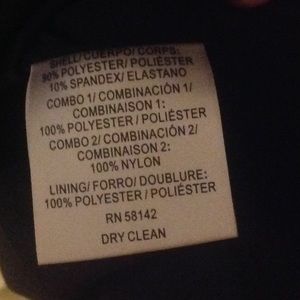 SHELL/ CUERPO/ CORPS:
90% POLYESTER/ POLIÉSTER
10% SPANDEX/ ELASTANO
COMBO 1/ COMBINACIÓN 1/
COMBINAISON 1:
100% POLYESTER / POLIÉSTER
COMBO 2/ COMBINACIÓN 2/
COMBINAISON 2:
100% NYLON
LINING/ FORRO/ DOUBLURE:
100% POLYESTER / POLIÉSTER
RN 58142
DRY CLEAN